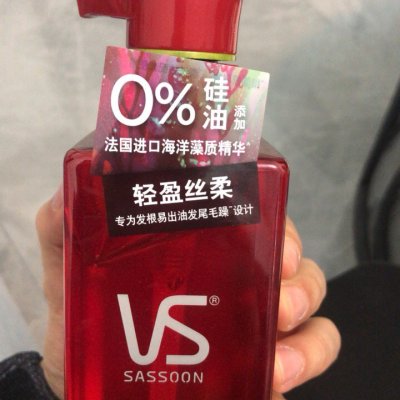 0% 硅油 添加
法国进口海洋藻质精华^
轻盈丝柔
专为发根易出油发尾毛躁~设计
VS®
SASSOON